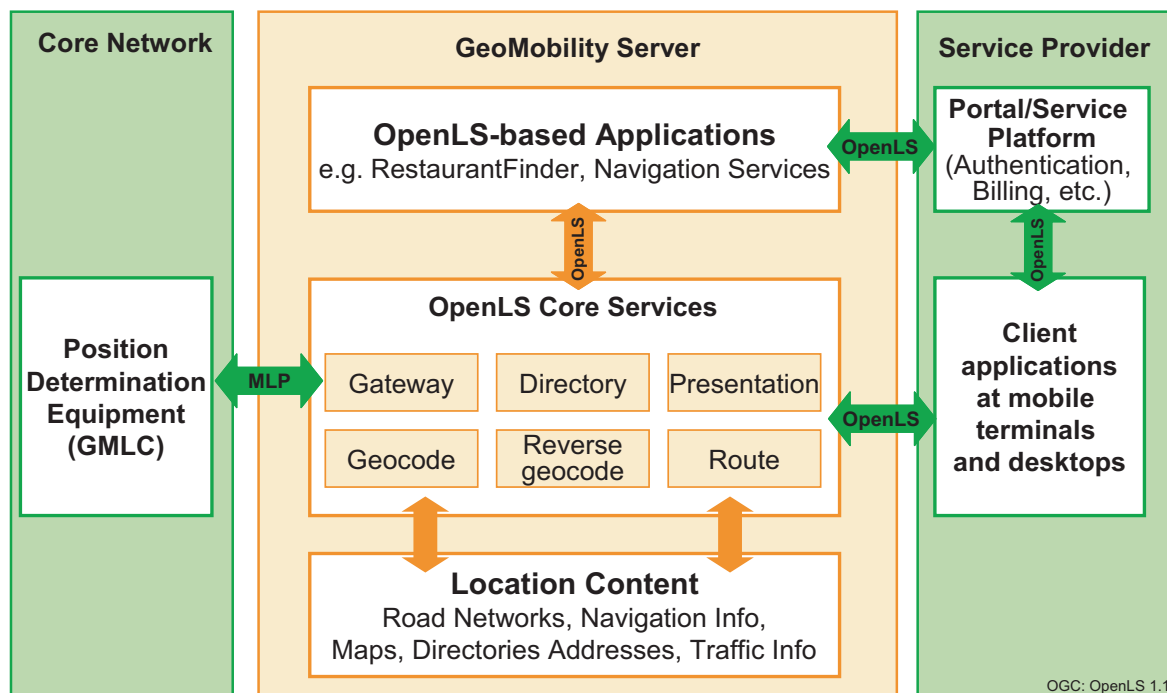 Core Network
GeoMobility Server
Service Provider
OpenLS-based Applications
e.g. RestaurantFinder, Navigation Services
OpenLS
Portal/Service
Platform
(Authentication,
Billing, etc.)
OpenLS
OpenLS
Position
Determination
Equipment
(GMLC)
MLP
OpenLS Core Services
Gateway
Directory
Presentation
Geocode
Reverse
geocode
Route
OpenLS
Client
applications
at mobile
terminals
and desktops
Location Content
Road Networks, Navigation Info,
Maps, Directories Addresses, Traffic Info
OGC: OpenLS 1.1